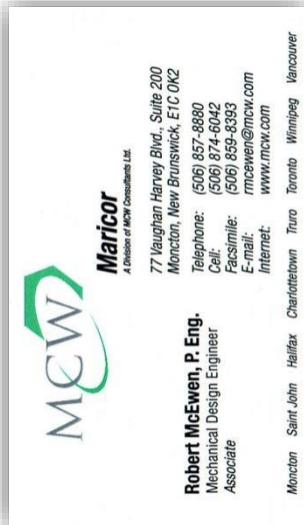 MCW
Maricor
A Division of MCW Consultants Ltd.
77 Vaughan Harvey Blvd., Suite 200
Moncton, New Brunswick, E1C 0K2
Robert McEwen, P. Eng.
Mechanical Design Engineer
Associate
Telephone: (506) 857-8880
Cell: (506) 874-6042
Facsimile: (506) 859-8393
E-mail: rmcewen@mcw.com
Internet: www.mcw.com
Moncton Saint John Halifax Charlottetown Truro Toronto Winnipeg Vancouver